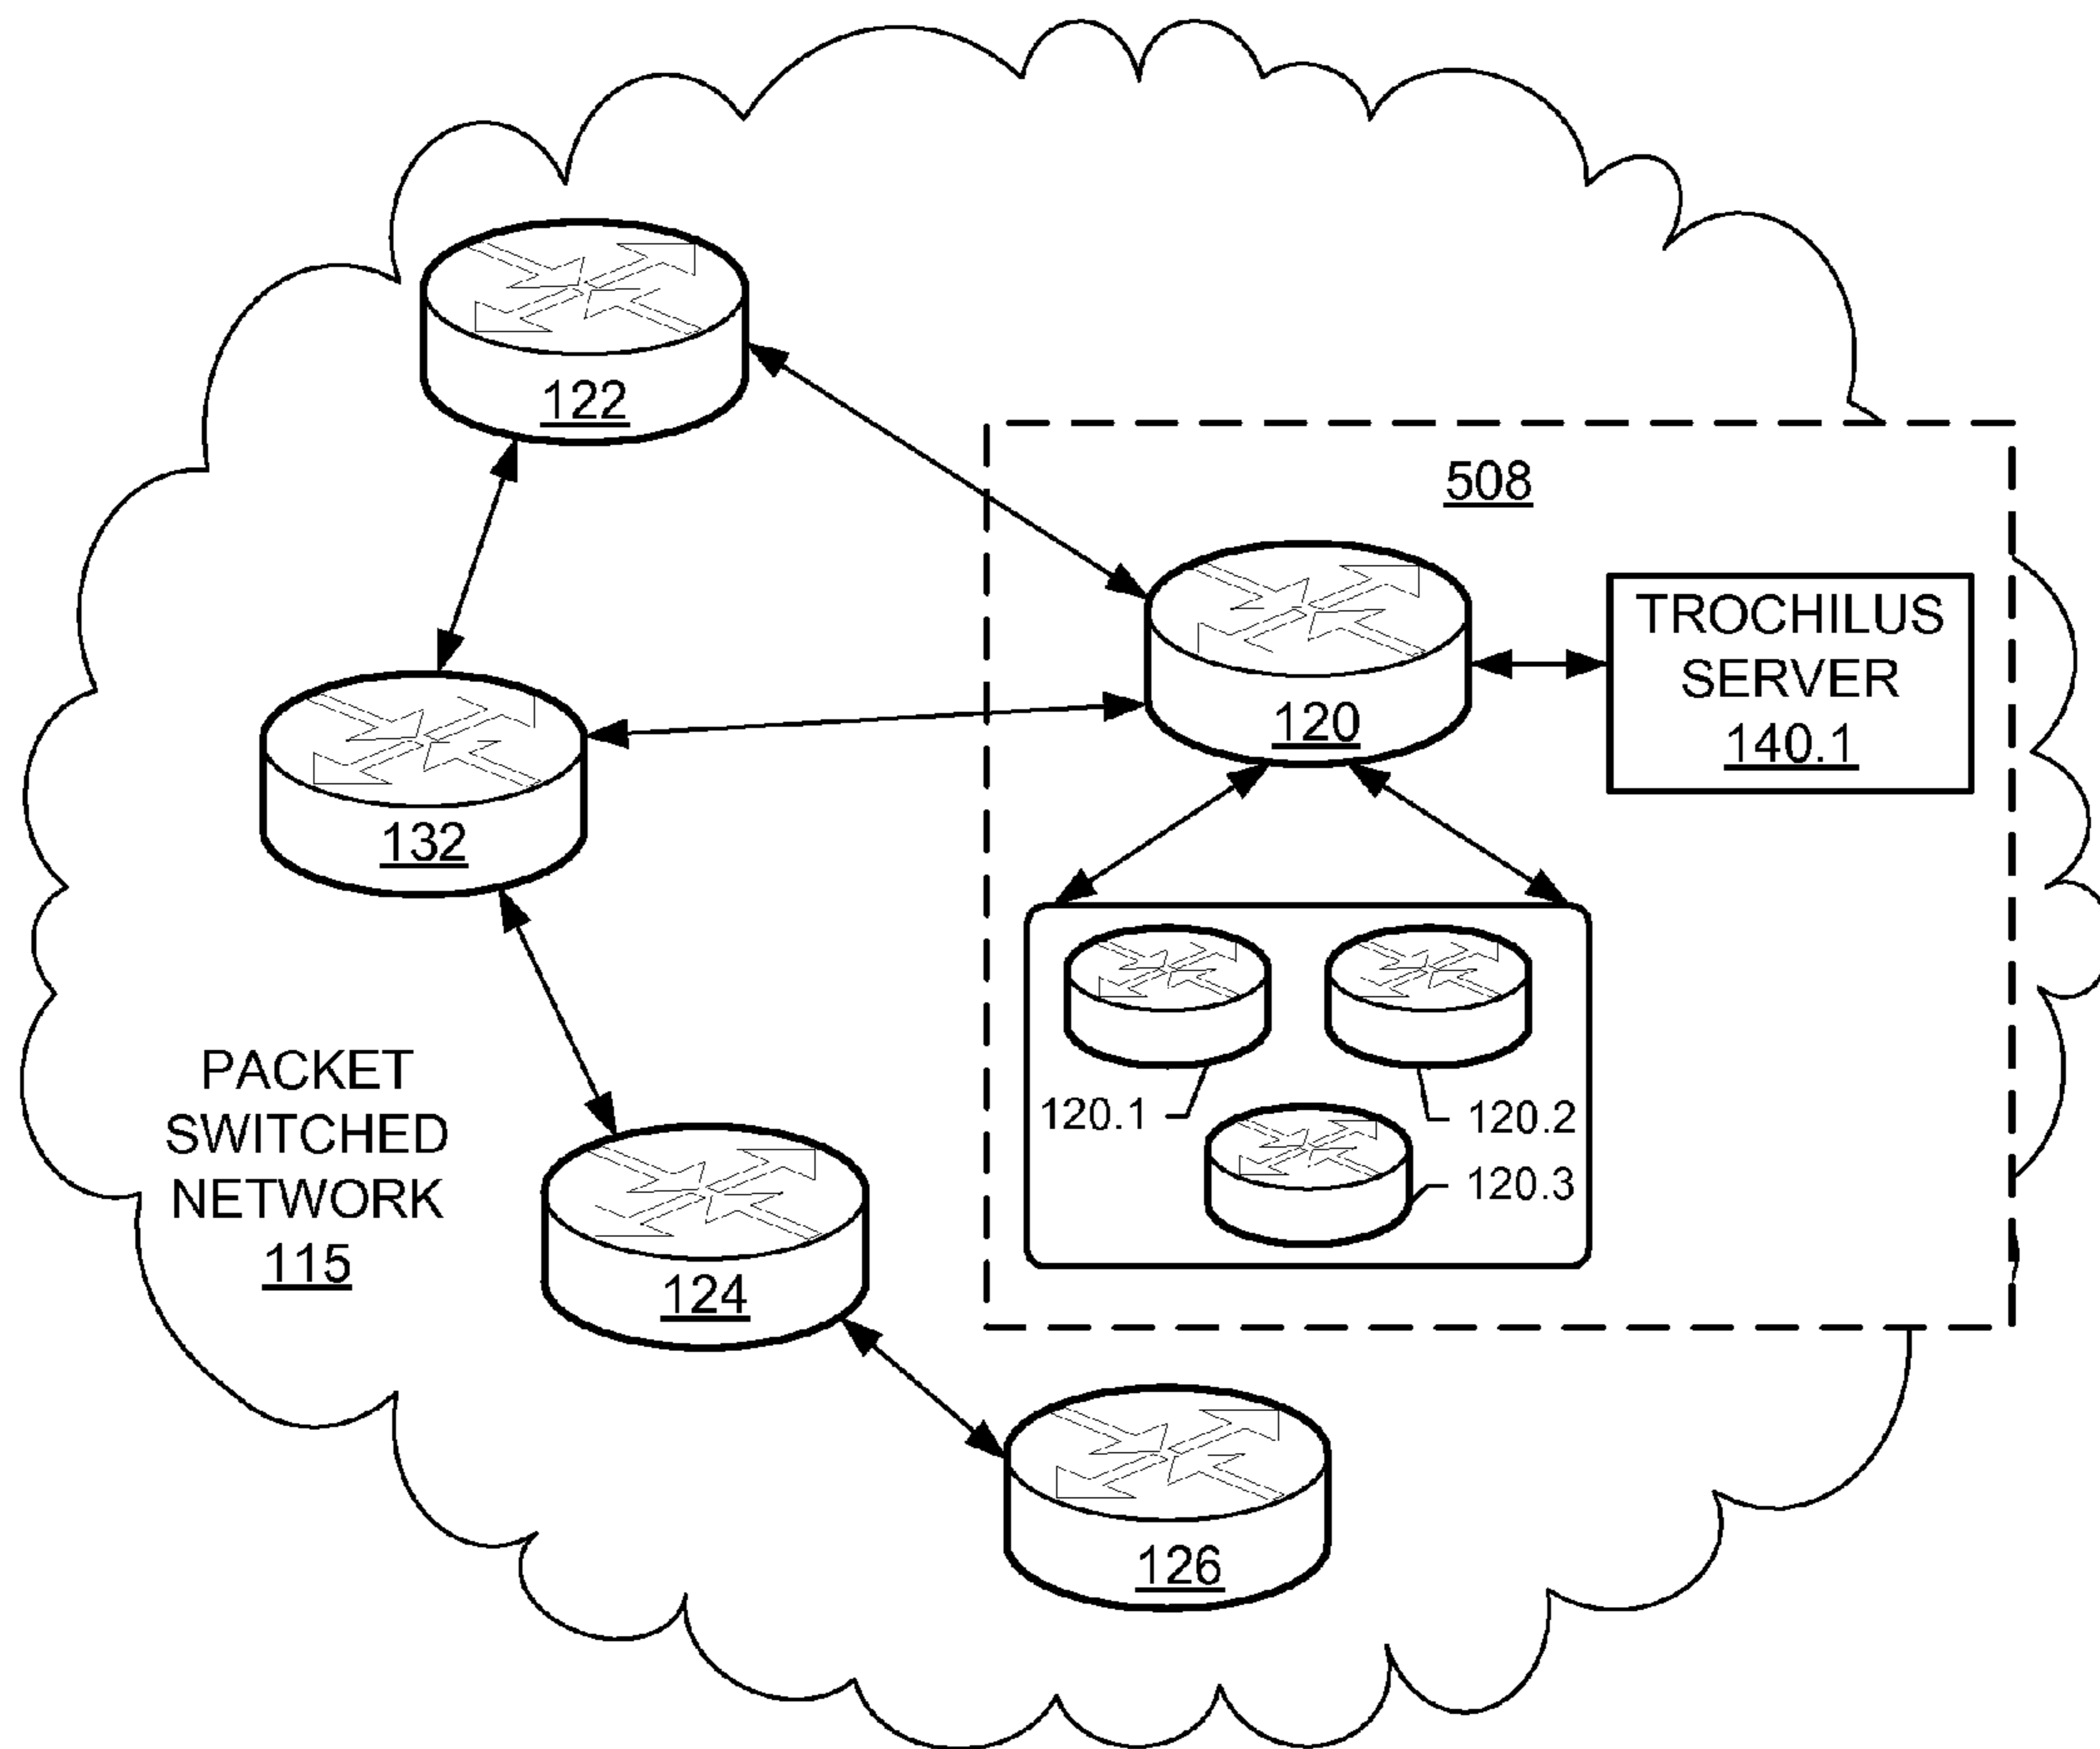 122
508
TROCHILUS
SERVER
140.1
120
132
120.1
120.2
120.3
PACKET
SWITCHED
NETWORK
115
124
126